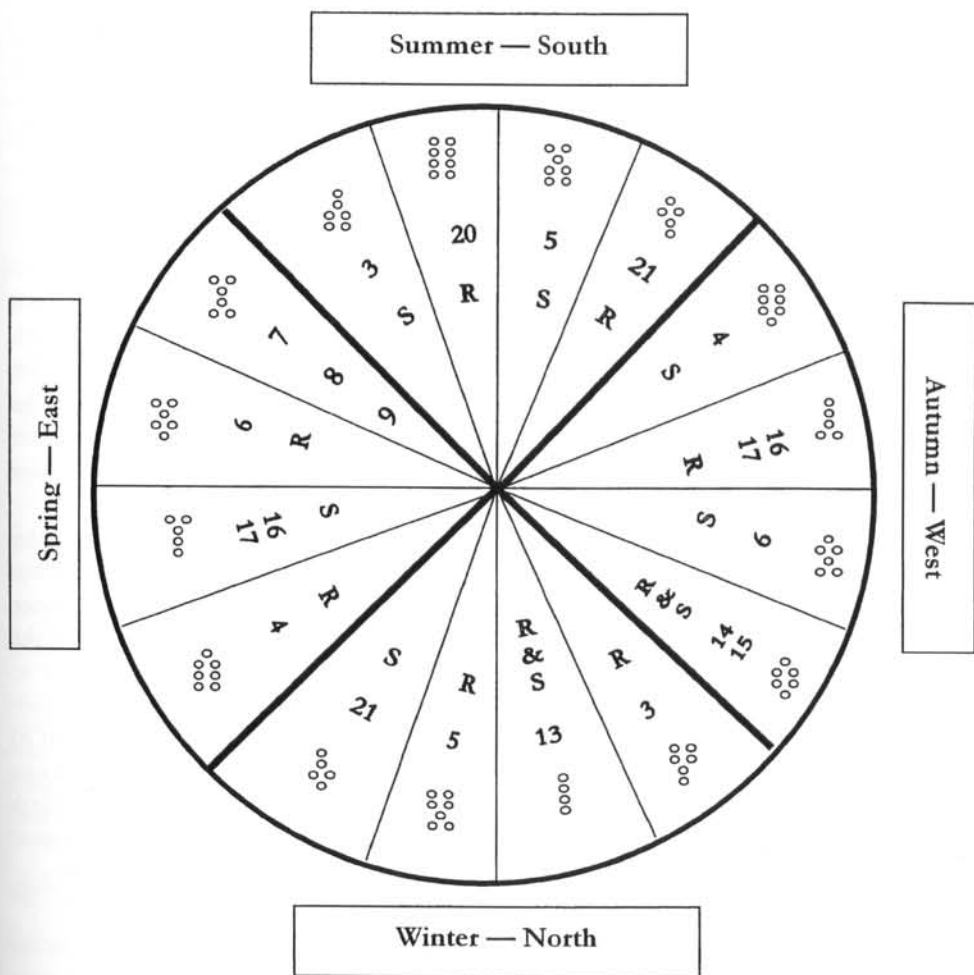 Summer — South
20
R
5
S
21
R
4
S
16
17
R
6
S
14
15
R
&
S
3
R
R
&
S
13
R
5
S
21
R
4
S
16
17
R
6
7
8
9
S
3
Spring — East
Autumn — West
Winter — North